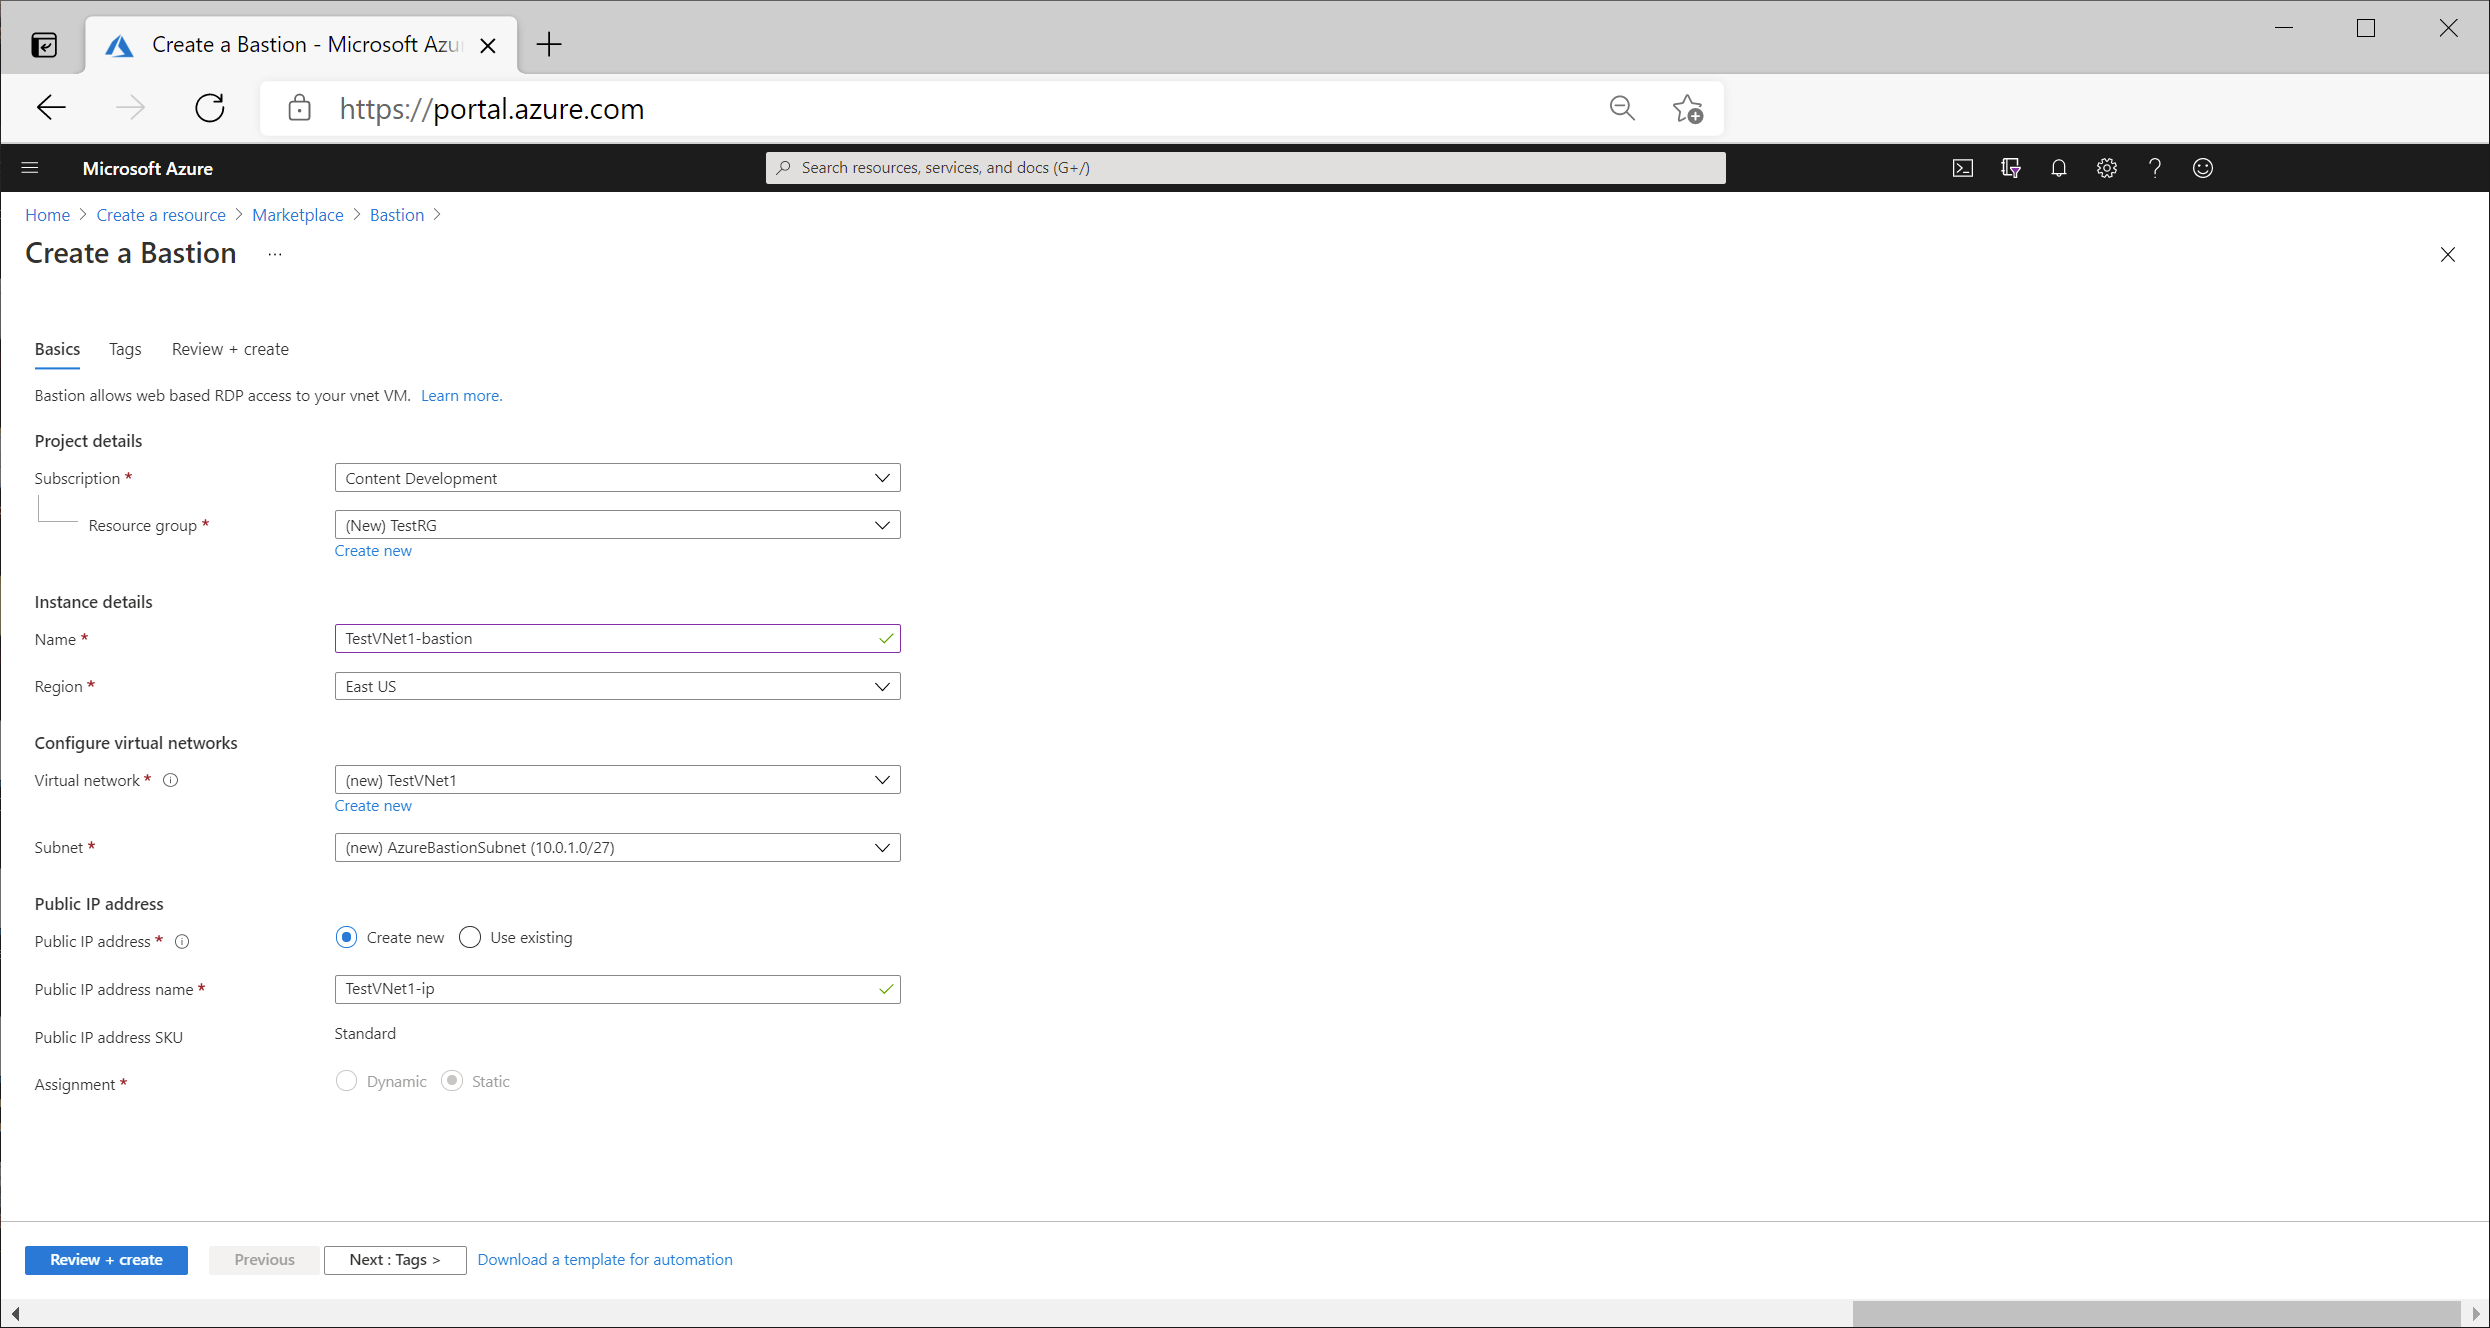 Create a Bastion - Microsoft Azu
https://portal.azure.com
Microsoft Azure
Search resources, services, and docs (G+/)
Home > Create a resource > Marketplace > Bastion >
Create a Bastion ...
Basics Tags Review + create
Bastion allows web based RDP access to your vnet VM. Learn more.
Project details
Subscription * Content Development
Resource group * (New) TestRG
Create new
Instance details
Name * TestVNet1-bastion
Region * East US
Configure virtual networks
Virtual network * (new) TestVNet1
Create new
Subnet * (new) AzureBastionSubnet (10.0.1.0/27)
Public IP address
Public IP address * Create new Use existing
Public IP address name * TestVNet1-ip
Public IP address SKU Standard
Assignment * Dynamic Static
Review + create Previous Next : Tags > Download a template for automation